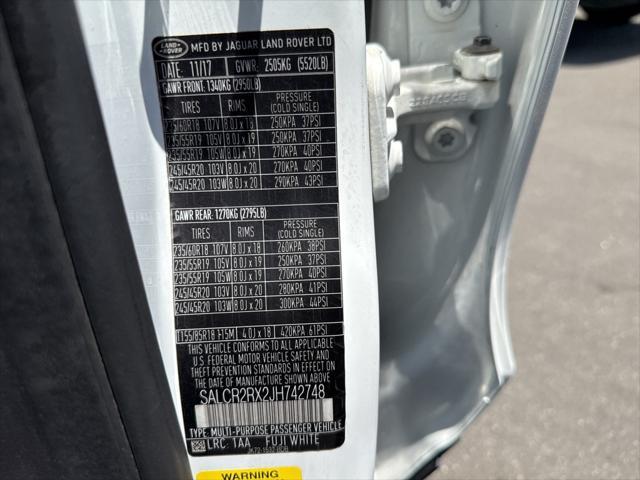 LAND ROVER
MFD BY JAGUAR LAND ROVER LTD
DATE: 11/17 GVWR: 2505KG (5520LB)
GAWR FRONT: 1340KG (2950LB)
TIRES RIMS PRESSURE (COLD SINGLE)
235/60R18 107V 8.0J x 18 250KPA 37PSI
235/55R19 105V 8.0J x 19 250KPA 37PSI
235/55R19 105W 8.0J x 19 270KPA 40PSI
245/45R20 103V 8.0J x 20 270KPA 40PSI
245/45R20 103W 8.0J x 20 290KPA 43PSI
GAWR REAR: 1270KG (2795LB)
TIRES RIMS PRESSURE (COLD SINGLE)
235/60R18 107V 8.0J x 18 260KPA 38PSI
235/55R19 105V 8.0J x 19 250KPA 37PSI
235/55R19 105W 8.0J x 19 270KPA 40PSI
245/45R20 103V 8.0J x 20 280KPA 41PSI
245/45R20 103W 8.0J x 20 300KPA 44PSI
T155/85R18 115M 4.0J x 18 420KPA 61PSI
THIS VEHICLE CONFORMS TO ALL APPLICABLE
U.S. FEDERAL MOTOR VEHICLE SAFETY AND
THEFT PREVENTION STANDARDS IN EFFECT ON
THE DATE OF MANUFACTURE SHOWN ABOVE
SALCR2RX2JH742748
TYPE: MULTI-PURPOSE PASSENGER VEHICLE
LRC: 1AA FUJI WHITE
WARNING